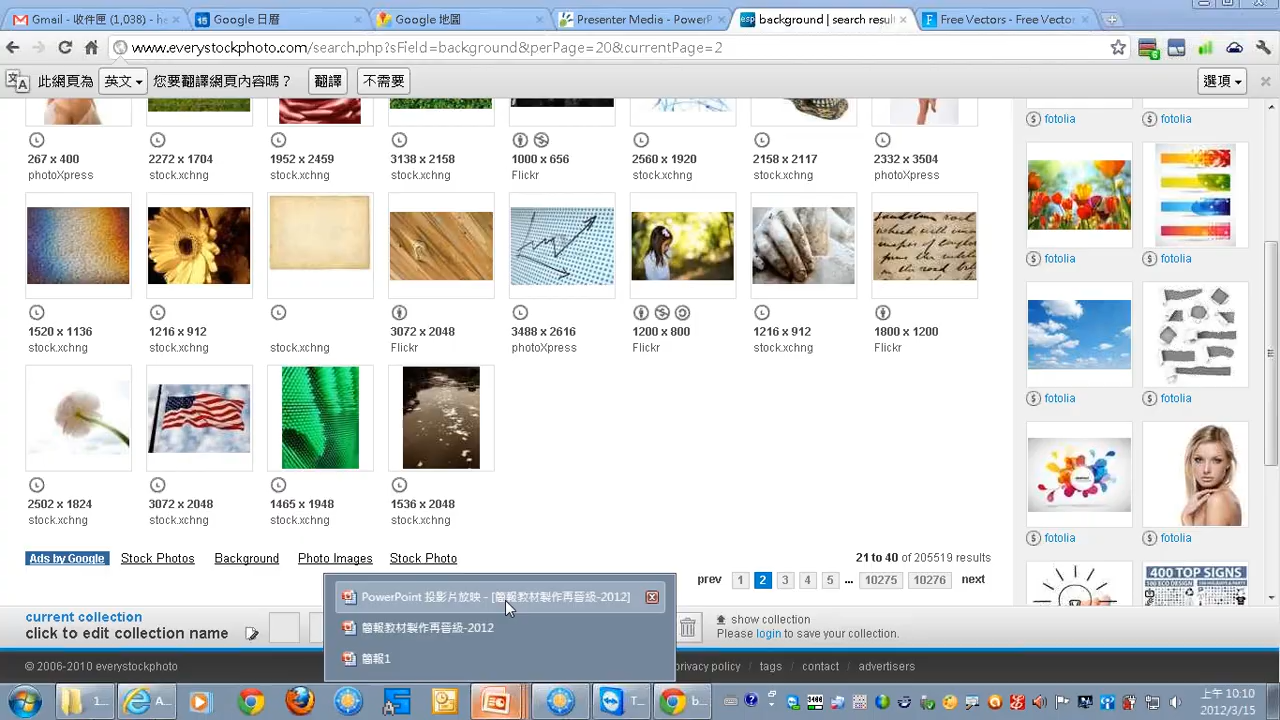 Gmail - 收件匣 (1,038) - h
Google 日曆
Google 地圖
Presenter Media - PowerP
esp
background | search resul
Free Vectors - Free Vector
www.everystockphoto.com/search.php?sField=background&perPage=20&currentPage=2
此網頁為 英文 您要翻譯網頁內容嗎？ 翻譯 不需要 選項
fotolia fotolia
267 x 400 2272 x 1704 1952 x 2459 3138 x 2158 1000 x 656 2560 x 1920 2158 x 2117 2332 x 3504
photoXpress stock.xchng stock.xchng stock.xchng Flickr stock.xchng stock.xchng photoXpress
fotolia fotolia
1520 x 1136 1216 x 912 3072 x 2048 3488 x 2616 1200 x 800 1216 x 912 1800 x 1200
stock.xchng stock.xchng stock.xchng Flickr photoXpress Flickr stock.xchng Flickr
fotolia fotolia
2502 x 1824 3072 x 2048 1465 x 1948 1536 x 2048
stock.xchng stock.xchng stock.xchng stock.xchng
fotolia fotolia
Ads by Google Stock Photos Background Photo Images Stock Photo
21 to 40 of 205519 results
prev 1 2 3 4 5 ... 10275 10276 next
400 TOP SIGNS
PowerPoint 投影片放映 - [簡報教材製作再晉級-2012]
簡報教材製作再晉級-2012
簡報1
current collection
click to edit collection name
show collection
Please login to save your collection.
© 2006-2010 everystockphoto
privacy policy / tags / contact / advertisers
1...
A...
T...
b...
上午 10:10
2012/3/15